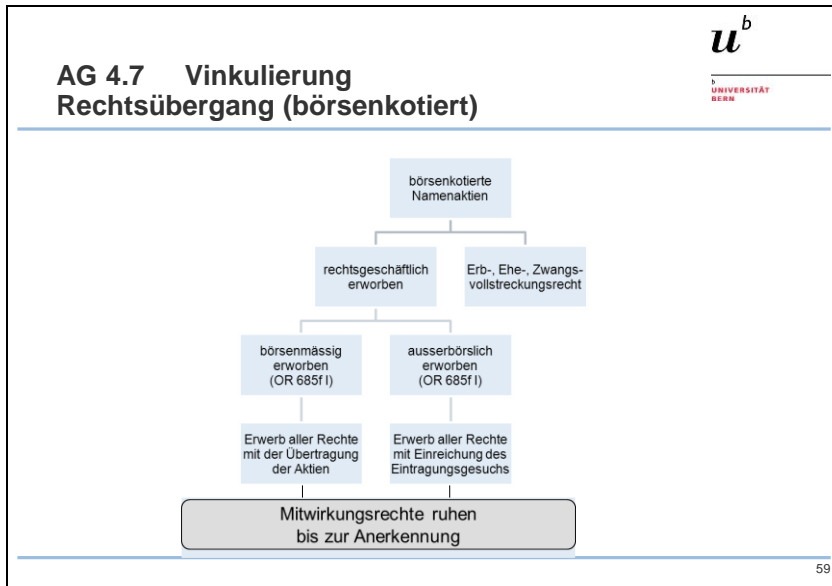 u^b
b
UNIVERSITÄT
BERN
AG 4.7 Vinkulierung
Rechtsübergang (börsenkotiert)
börsenkotierte
Namenaktien
rechtsgeschäftlich
erworben
Erb-, Ehe-, Zwangs-
vollstreckungsrecht
börsenmässig
erworben
(OR 685f I)
ausserbörslich
erworben
(OR 685f I)
Erwerb aller Rechte
mit der Übertragung
der Aktien
Erwerb aller Rechte
mit Einreichung des
Eintragungsgesuchs
Mitwirkungsrechte ruhen
bis zur Anerkennung
59